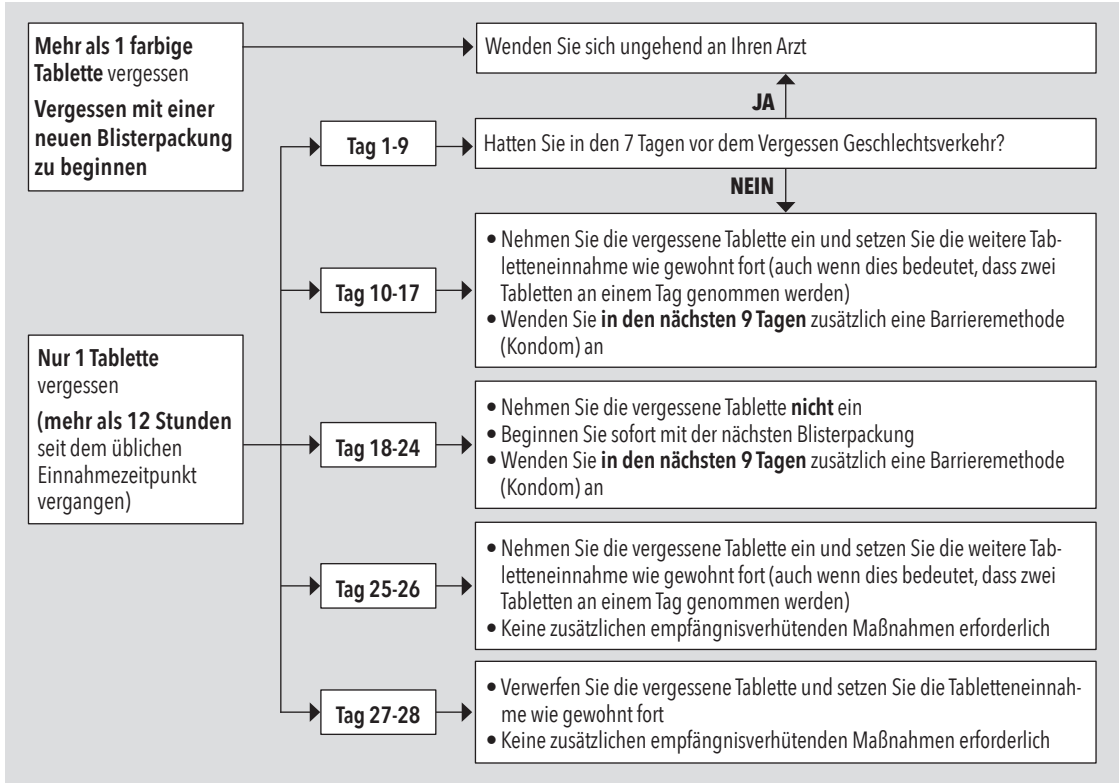 Mehr als 1 farbige
Tablette vergessen
Vergessen mit einer
neuen Blisterpackung
zu beginnen
Wenden Sie sich ungehend an Ihren Arzt
JA
Tag 1-9
Hatten Sie in den 7 Tagen vor dem Vergessen Geschlechtsverkehr?
NEIN
Tag 10-17
• Nehmen Sie die vergessene Tablette ein und setzen Sie die weitere Tab-
letteneinnahme wie gewohnt fort (auch wenn dies bedeutet, dass zwei
Tabletten an einem Tag genommen werden)
• Wenden Sie in den nächsten 9 Tagen zusätzlich eine Barrieremethode
(Kondom) an
Nur 1 Tablette
vergessen
(mehr als 12 Stunden
seit dem üblichen
Einnahmezeitpunkt
vergangen)
Tag 18-24
• Nehmen Sie die vergessene Tablette nicht ein
• Beginnen Sie sofort mit der nächsten Blisterpackung
• Wenden Sie in den nächsten 9 Tagen zusätzlich eine Barrieremethode
(Kondom) an
Tag 25-26
• Nehmen Sie die vergessene Tablette ein und setzen Sie die weitere Tab-
letteneinnahme wie gewohnt fort (auch wenn dies bedeutet, dass zwei
Tabletten an einem Tag genommen werden)
• Keine zusätzlichen empfängnisverhütenden Maßnahmen erforderlich
Tag 27-28
• Verwerfen Sie die vergessene Tablette und setzen Sie die Tabletteneinnah-
me wie gewohnt fort
• Keine zusätzlichen empfängnisverhütenden Maßnahmen erforderlich